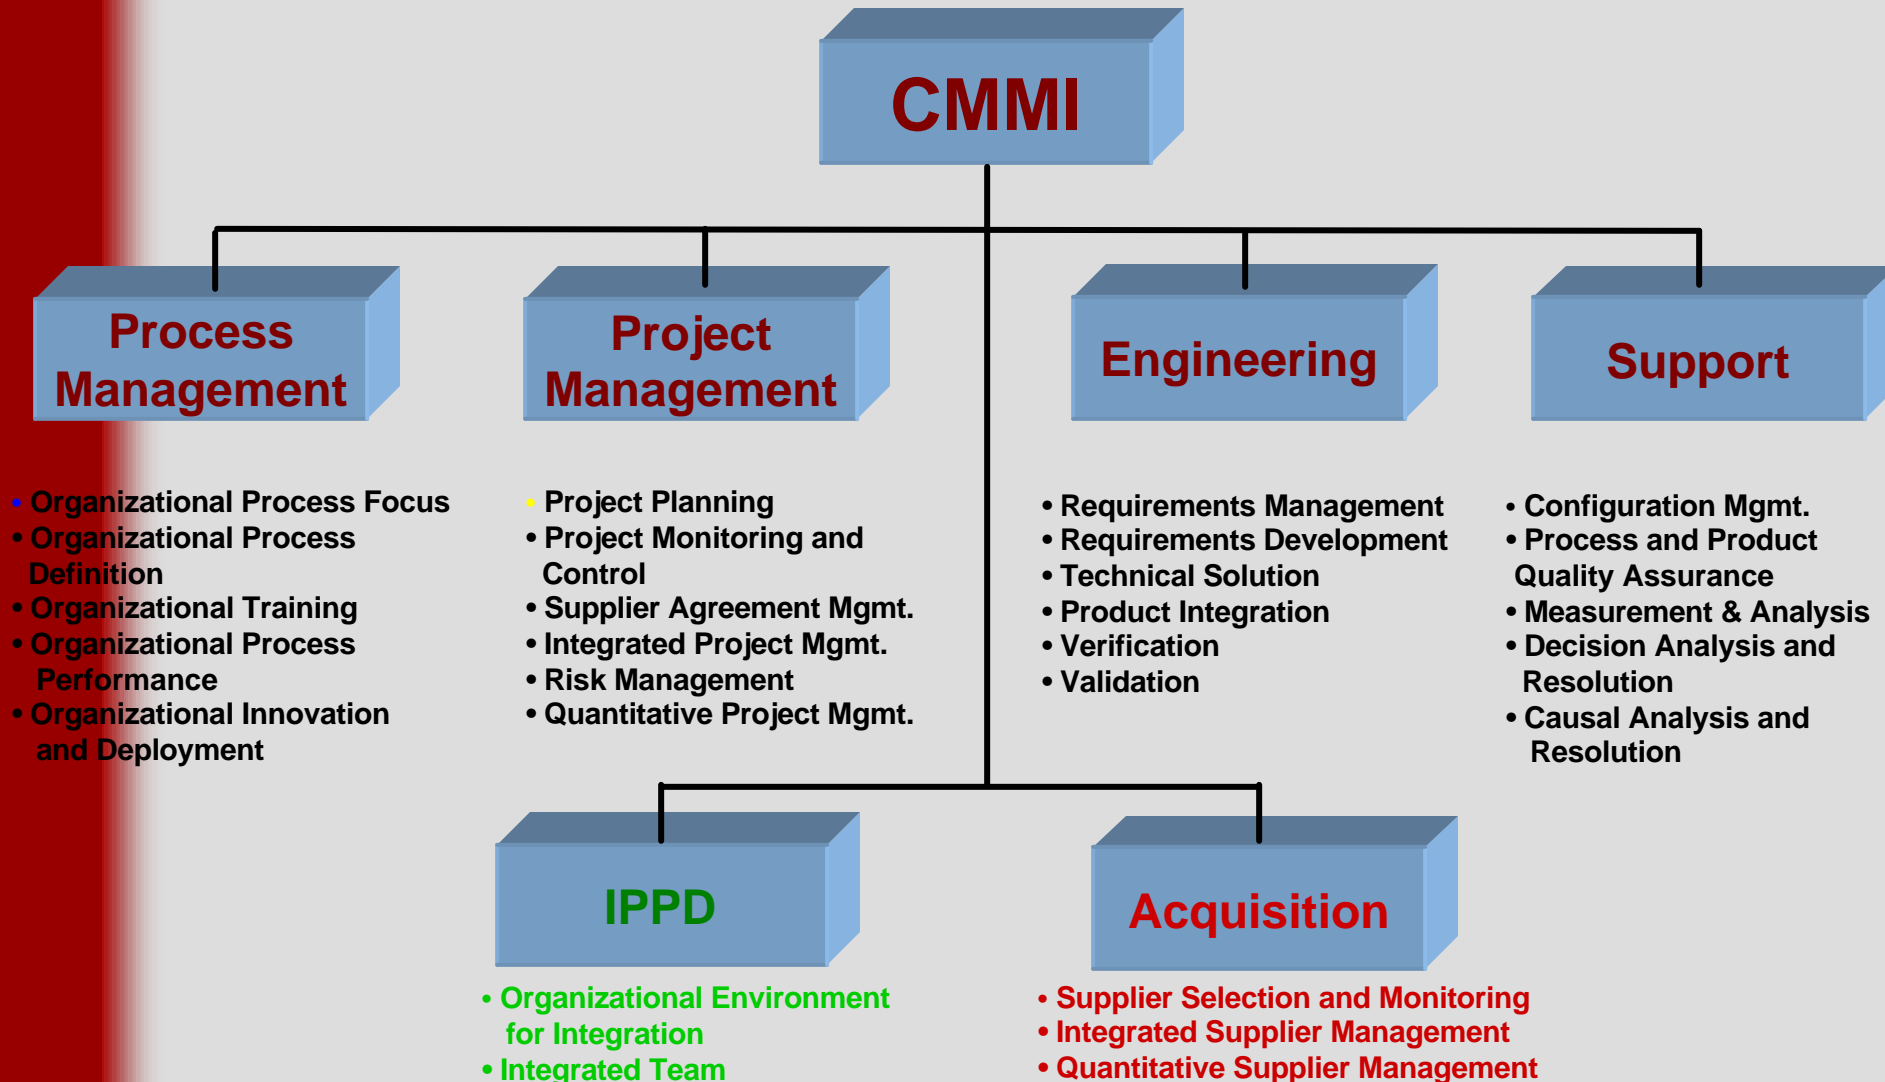 CMMI
Process
Management
Project
Management
Engineering
Support
• Organizational Process Focus
• Organizational Process
Definition
• Organizational Training
• Organizational Process
Performance
• Organizational Innovation
and Deployment
• Project Planning
• Project Monitoring and
Control
• Supplier Agreement Mgmt.
• Integrated Project Mgmt.
• Risk Management
• Quantitative Project Mgmt.
• Requirements Management
• Requirements Development
• Technical Solution
• Product Integration
• Verification
• Validation
• Configuration Mgmt.
• Process and Product
Quality Assurance
• Measurement & Analysis
• Decision Analysis and
Resolution
• Causal Analysis and
Resolution
IPPD
Acquisition
• Organizational Environment
for Integration
• Integrated Team
• Supplier Selection and Monitoring
• Integrated Supplier Management
• Quantitative Supplier Management